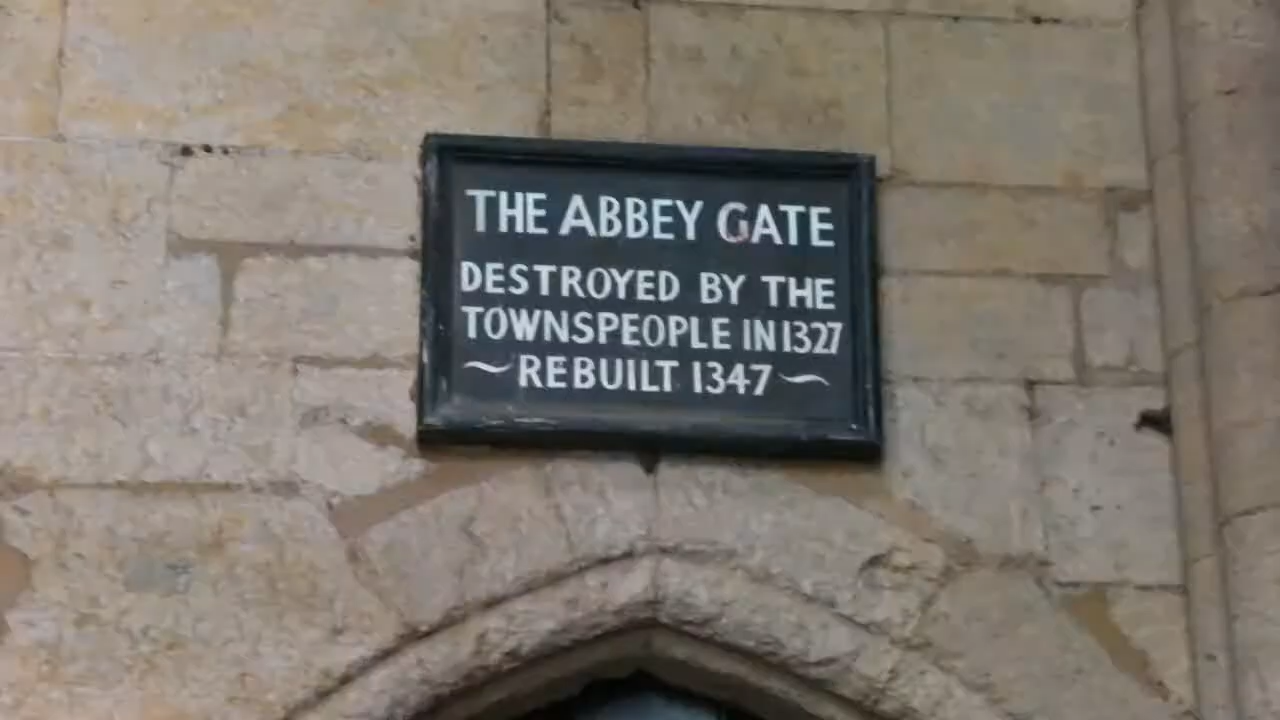 THE ABBEY GATE
DESTROYED BY THE
TOWNSPEOPLE IN 1327
~ REBUILT 1347 ~